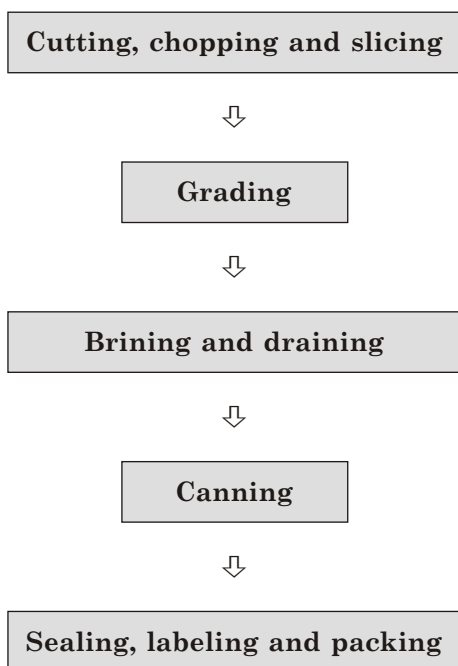 Cutting, chopping and slicing
Grading
Brining and draining
Canning
Sealing, labeling and packing